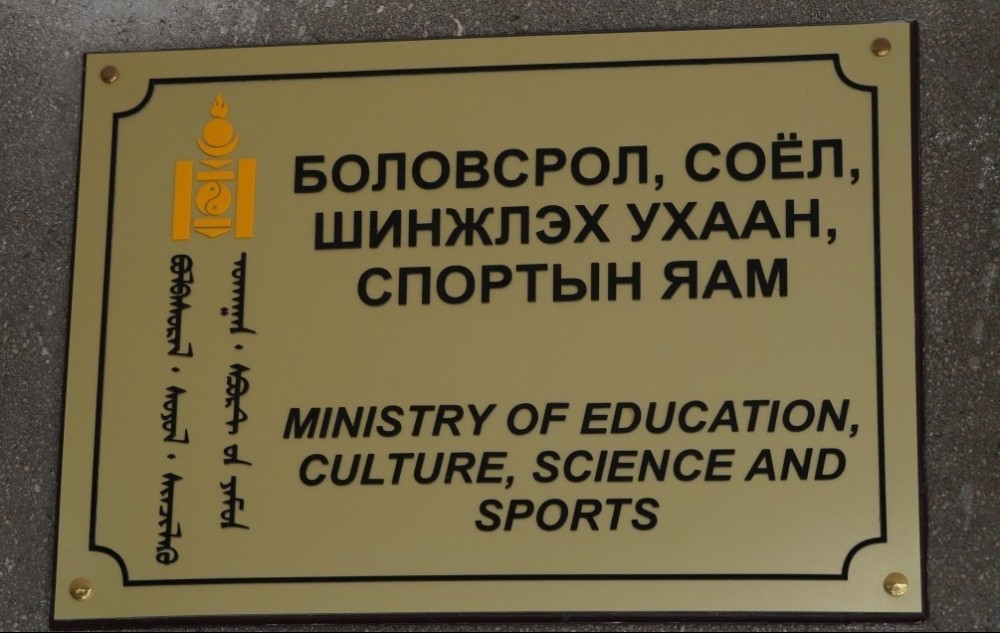 БОЛОВСРОЛ, СОЁЛ,
ШИНЖЛЭХ УХААН,
СПОРТЫН ЯАМ
MINISTRY OF EDUCATION,
CULTURE, SCIENCE AND
SPORTS